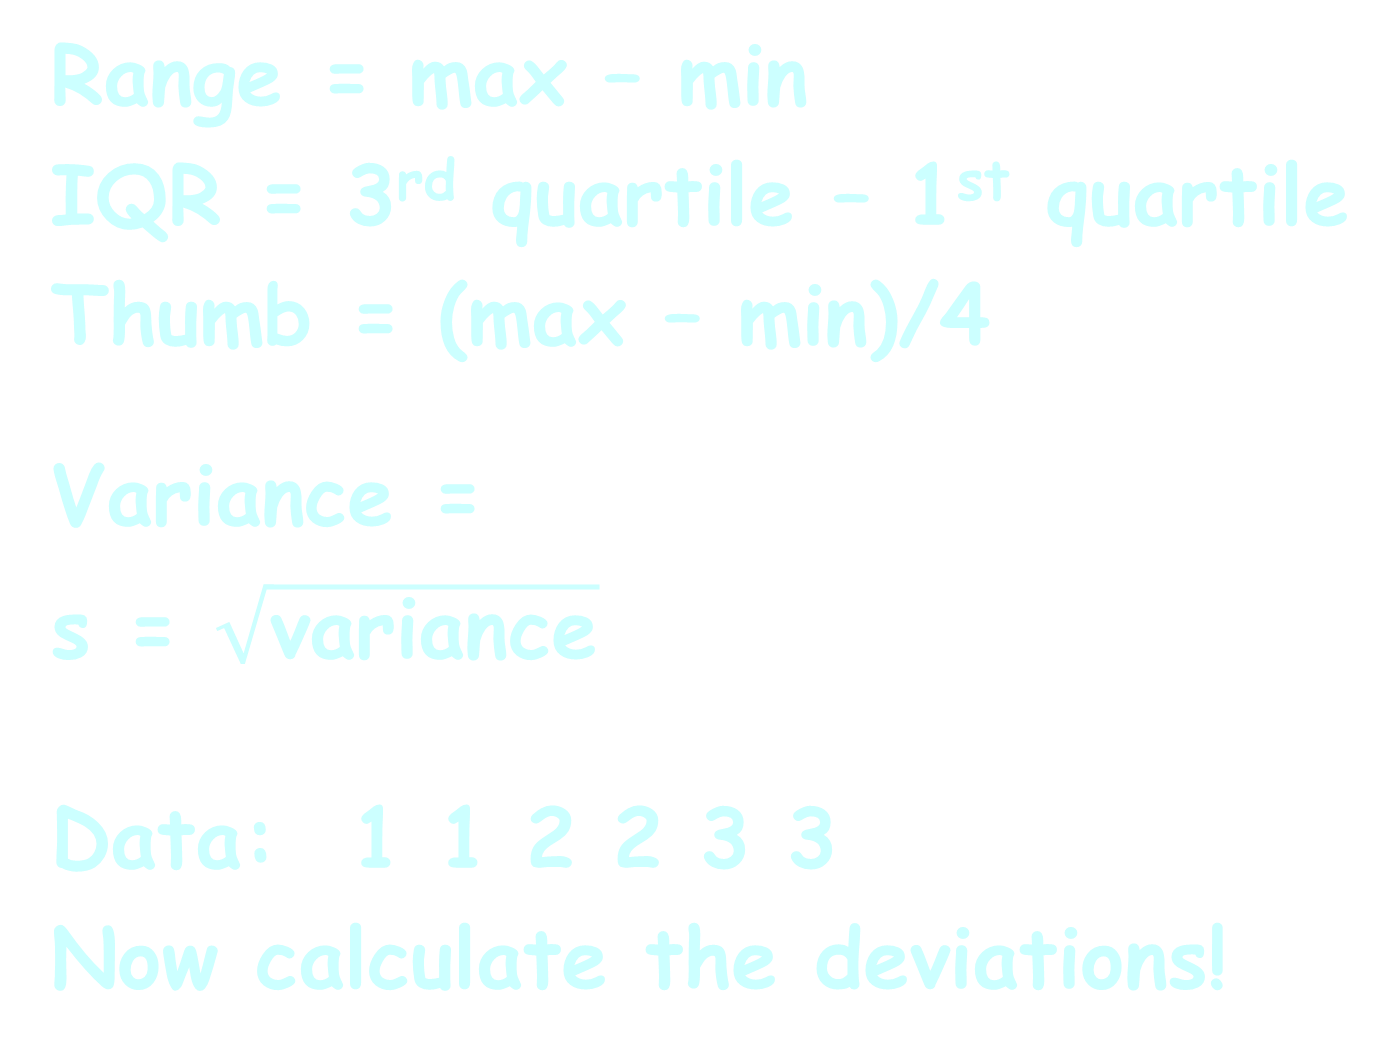 Range = max – min
IQR = 3rd quartile – 1st quartile
Thumb = (max – min)/4
Variance =
s = √variance
Data: 1 1 2 2 3 3
Now calculate the deviations!